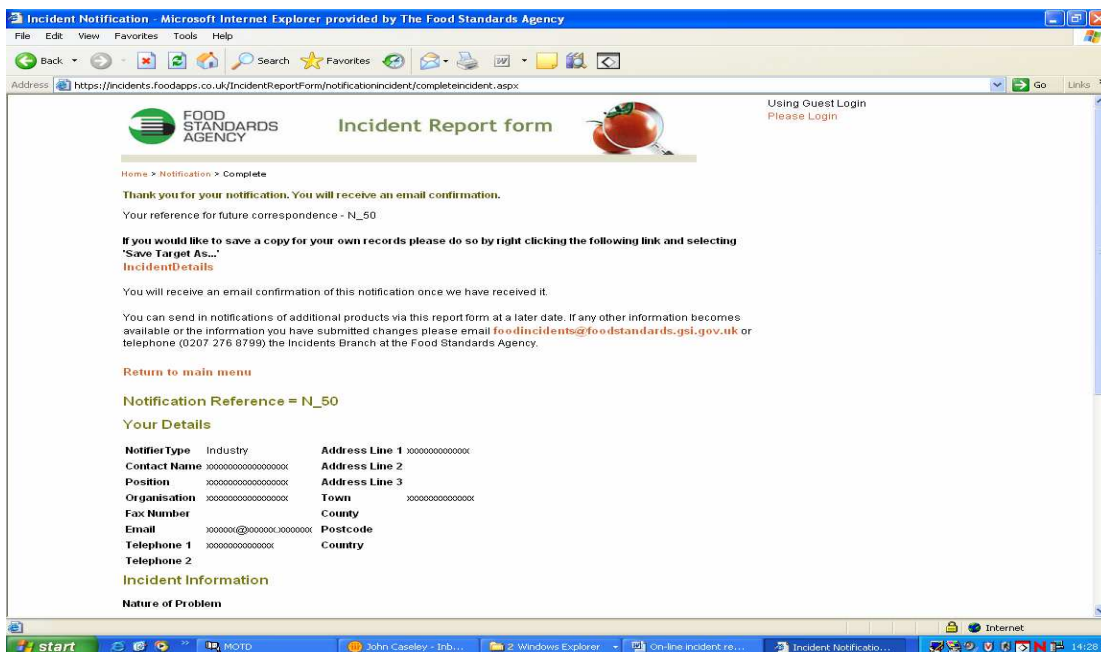 Incident Notification - Microsoft Internet Explorer provided by The Food Standards Agency
File Edit View Favorites Tools Help
Back Search Favorites
Address https://incidents.foodapps.co.uk/IncidentReportForm/notificationincident/completeincident.aspx Go Links
Using Guest Login
Please Login
FOOD
STANDARDS
AGENCY
Incident Report form
Home > Notification > Complete
Thank you for your notification. You will receive an email confirmation.
Your reference for future correspondence - N_50
If you would like to save a copy for your own records please do so by right clicking the following link and selecting
'Save Target As...'
IncidentDetails
You will receive an email confirmation of this notification once we have received it.
You can send in notifications of additional products via this report form at a later date. If any other information becomes
available or the information you have submitted changes please email foodincidents@foodstandards.gsi.gov.uk or
telephone (0207 276 8799) the Incidents Branch at the Food Standards Agency.
Return to main menu
Notification Reference = N_50
Your Details
NotifierType Industry Address Line 1
Contact Name Address Line 2
Position Address Line 3
Organisation Town
Fax Number County
Email Postcode
Telephone 1 Country
Telephone 2
Incident Information
Nature of Problem
Internet
start MOTD John Caseley - Inb... 2 Windows Explorer On-line incident re... Incident Notificatio... 14:28